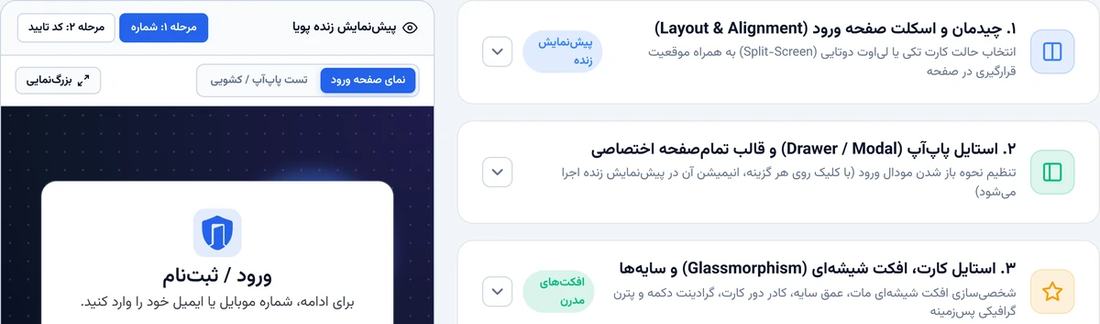 ۱. چیدمان و اسکلت صفحه ورود (Layout & Alignment)
انتخاب حالت کارت تکی یا لی‌اوت دوتایی (Split-Screen) به همراه موقعیت
قرارگیری در صفحه
پیش‌نمایش
زنده
۲. استایل پاپ‌آپ (Drawer / Modal) و قالب تمام‌صفحه اختصاصی
تنظیم نحوه باز شدن مودال ورود (با کلیک روی هر گزینه، انیمیشن آن در پیش‌نمایش زنده اجرا
می‌شود)
۳. استایل کارت، افکت شیشه‌ای (Glassmorphism) و سایه‌ها
شخصی‌سازی افکت شیشه‌ای مات، عمق سایه، کادر دور کارت، گرادینت دکمه و پترن
گرافیکی پس‌زمینه
افکت‌های
مدرن
پیش‌نمایش زنده پویا
مرحله ۱: شماره
مرحله ۲: کد تایید
نمای صفحه ورود
تست پاپ‌آپ / کشویی
بزرگ‌نمایی
ورود / ثبت‌نام
برای ادامه، شماره موبایل یا ایمیل خود را وارد کنید.